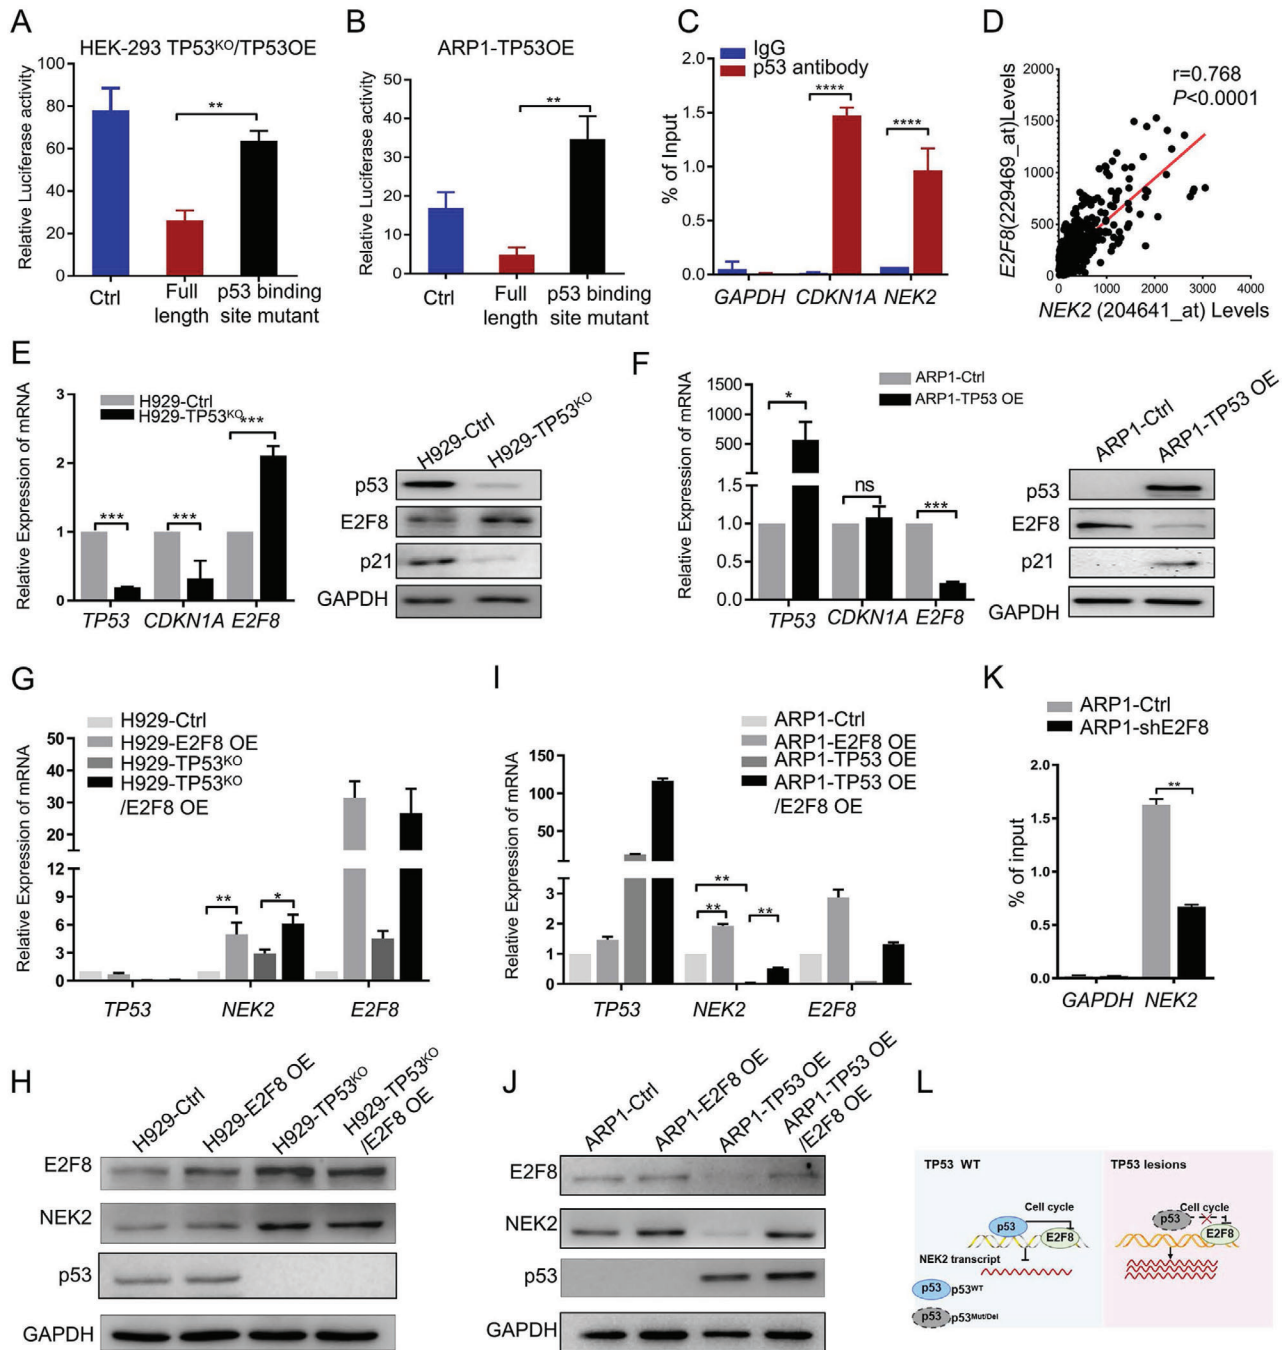 A
HEK-293 TP53ᴷᴼ/TP53OE
Relative Luciferase activity
100
80
60
40
20
0
**
Ctrl
Full
length
p53 binding
site mutant
B
ARP1-TP53OE
Relative Luciferase activity
50
40
30
20
10
0
**
Ctrl
Full
length
p53 binding
site mutant
C
IgG
p53 antibody
% of Input
2.0
1.5
1.0
0.5
0.0
****
****
GAPDH CDKN1A NEK2
D
r=0.768
P<0.0001
E2F8(229469_at)Levels
2000
1500
1000
500
0
0 1000 2000 3000 4000
NEK2 (204641_at) Levels
E
H929-Ctrl
H929-TP53ᴷᴼ
Relative Expression of mRNA
3
2
1
0
***
***
***
TP53 CDKN1A E2F8
H929-Ctrl
H929-TP53ᴷᴼ
p53
E2F8
p21
GAPDH
F
ARP1-Ctrl
ARP1-TP53 OE
Relative Expression of mRNA
1500
1000
500
1.5
1.0
0.5
0.0
*
ns
***
TP53 CDKN1A E2F8
ARP1-Ctrl
ARP1-TP53 OE
p53
E2F8
p21
GAPDH
G
H929-Ctrl
H929-E2F8 OE
H929-TP53ᴷᴼ
H929-TP53ᴷᴼ
/E2F8 OE
Relative Expression of mRNA
50
40
30
20
12
9
6
3
0
**
*
TP53 NEK2 E2F8
I
ARP1-Ctrl
ARP1-E2F8 OE
ARP1-TP53 OE
ARP1-TP53 OE
/E2F8 OE
Relative Expression of mRNA
150
100
50
3
2
1
0
**
**
**
TP53 NEK2 E2F8
K
ARP1-Ctrl
ARP1-shE2F8
% of input
2.0
1.5
1.0
0.5
0.0
**
GAPDH NEK2
H
H929-Ctrl
H929-E2F8 OE
H929-TP53ᴷᴼ
H929-TP53ᴷᴼ
/E2F8 OE
E2F8
NEK2
p53
GAPDH
J
ARP1-Ctrl
ARP1-E2F8 OE
ARP1-TP53 OE
ARP1-TP53 OE
/E2F8 OE
E2F8
NEK2
p53
GAPDH
L
TP53 WT
Cell cycle
p53
E2F8
NEK2 transcript
p53 p53ᵂᵀ
p53 p53ᴹᵘᵗ/ᴰᵉˡ
TP53 lesions
Cell cycle
p53
E2F8